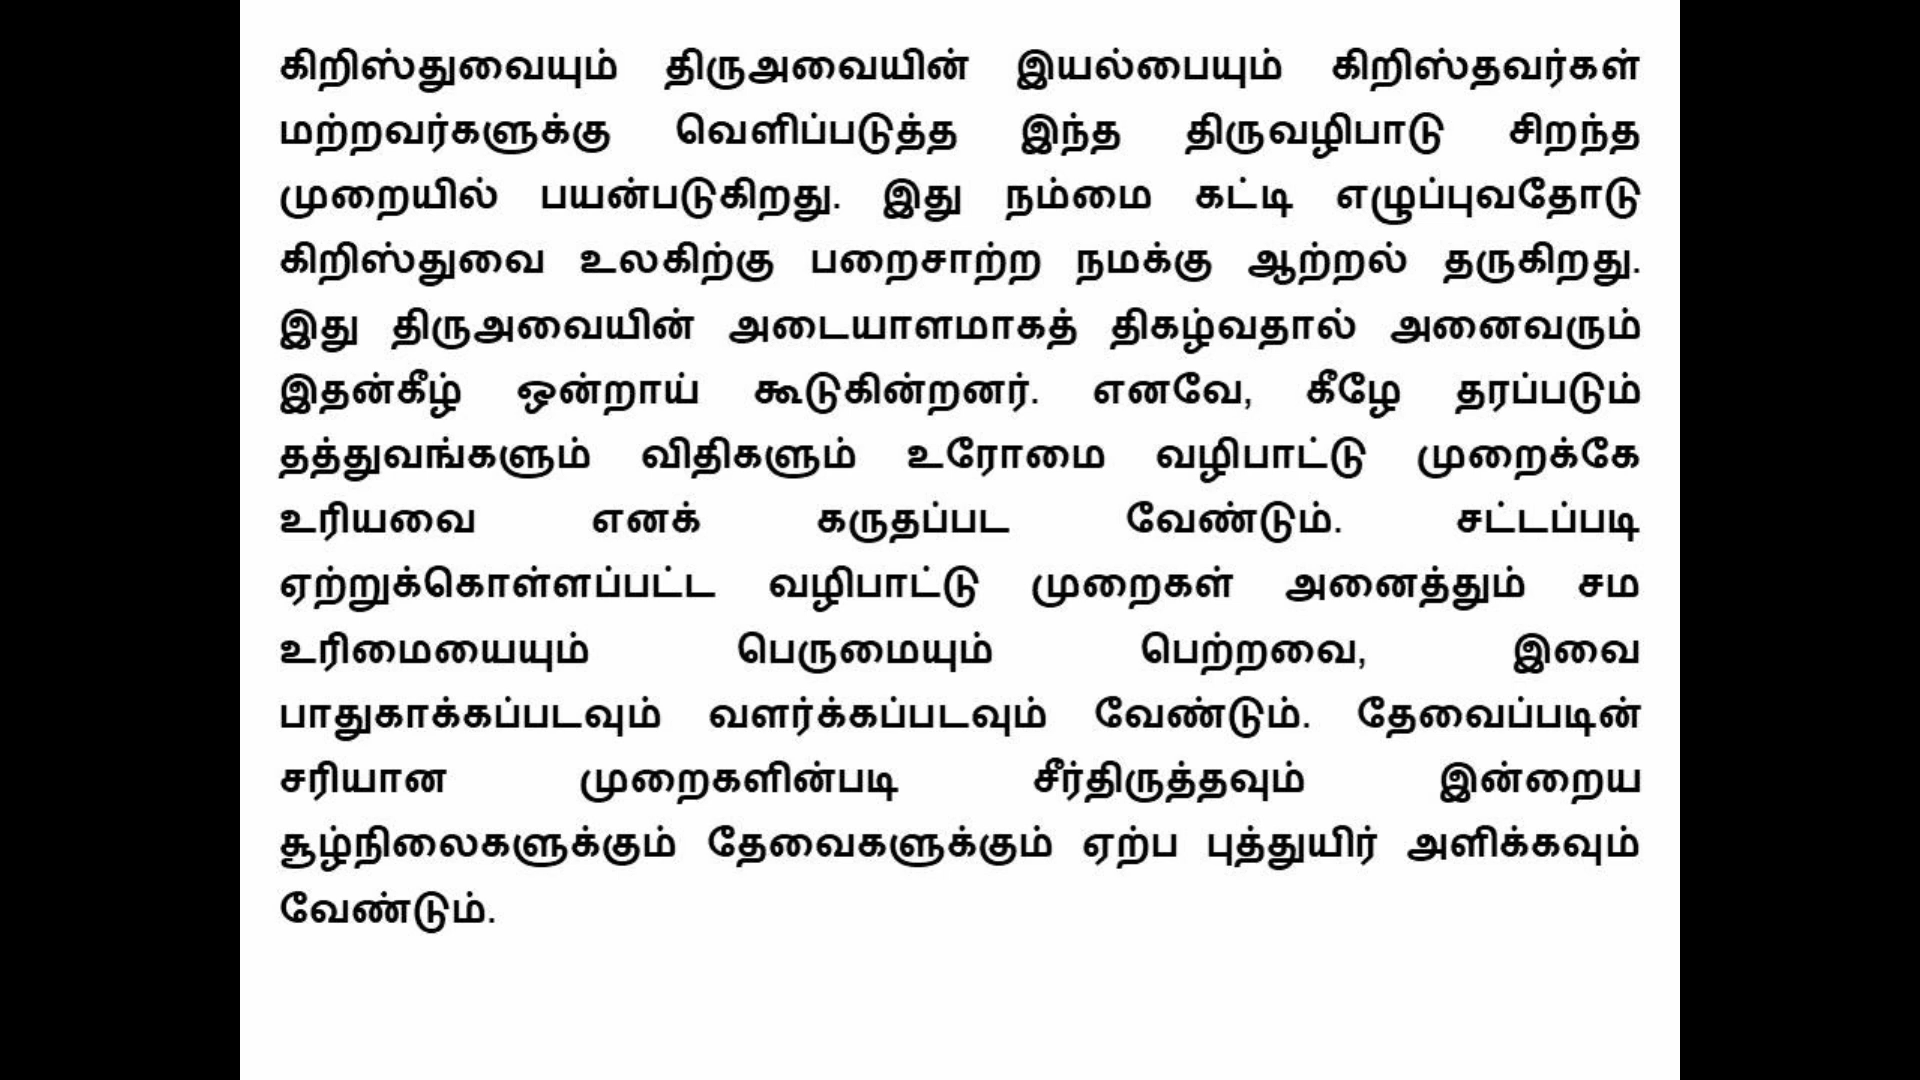 கிறிஸ்துவையும் திருஅவையின் இயல்பையும் கிறிஸ்தவர்கள்
மற்றவர்களுக்கு வெளிப்படுத்த இந்த திருவழிபாடு சிறந்த
முறையில் பயன்படுகிறது. இது நம்மை கட்டி எழுப்புவதோடு
கிறிஸ்துவை உலகிற்கு பறைசாற்ற நமக்கு ஆற்றல் தருகிறது.
இது திருஅவையின் அடையாளமாகத் திகழ்வதால் அனைவரும்
இதன்கீழ் ஒன்றாய் கூடுகின்றனர். எனவே, கீழே தரப்படும்
தத்துவங்களும் விதிகளும் உரோமை வழிபாட்டு முறைக்கே
உரியவை எனக் கருதப்பட வேண்டும். சட்டப்படி
ஏற்றுக்கொள்ளப்பட்ட வழிபாட்டு முறைகள் அனைத்தும் சம
உரிமையையும் பெருமையும் பெற்றவை, இவை
பாதுகாக்கப்படவும் வளர்க்கப்படவும் வேண்டும். தேவைப்படின்
சரியான முறைகளின்படி சீர்திருத்தவும் இன்றைய
சூழ்நிலைகளுக்கும் தேவைகளுக்கும் ஏற்ப புத்துயிர் அளிக்கவும்
வேண்டும்.